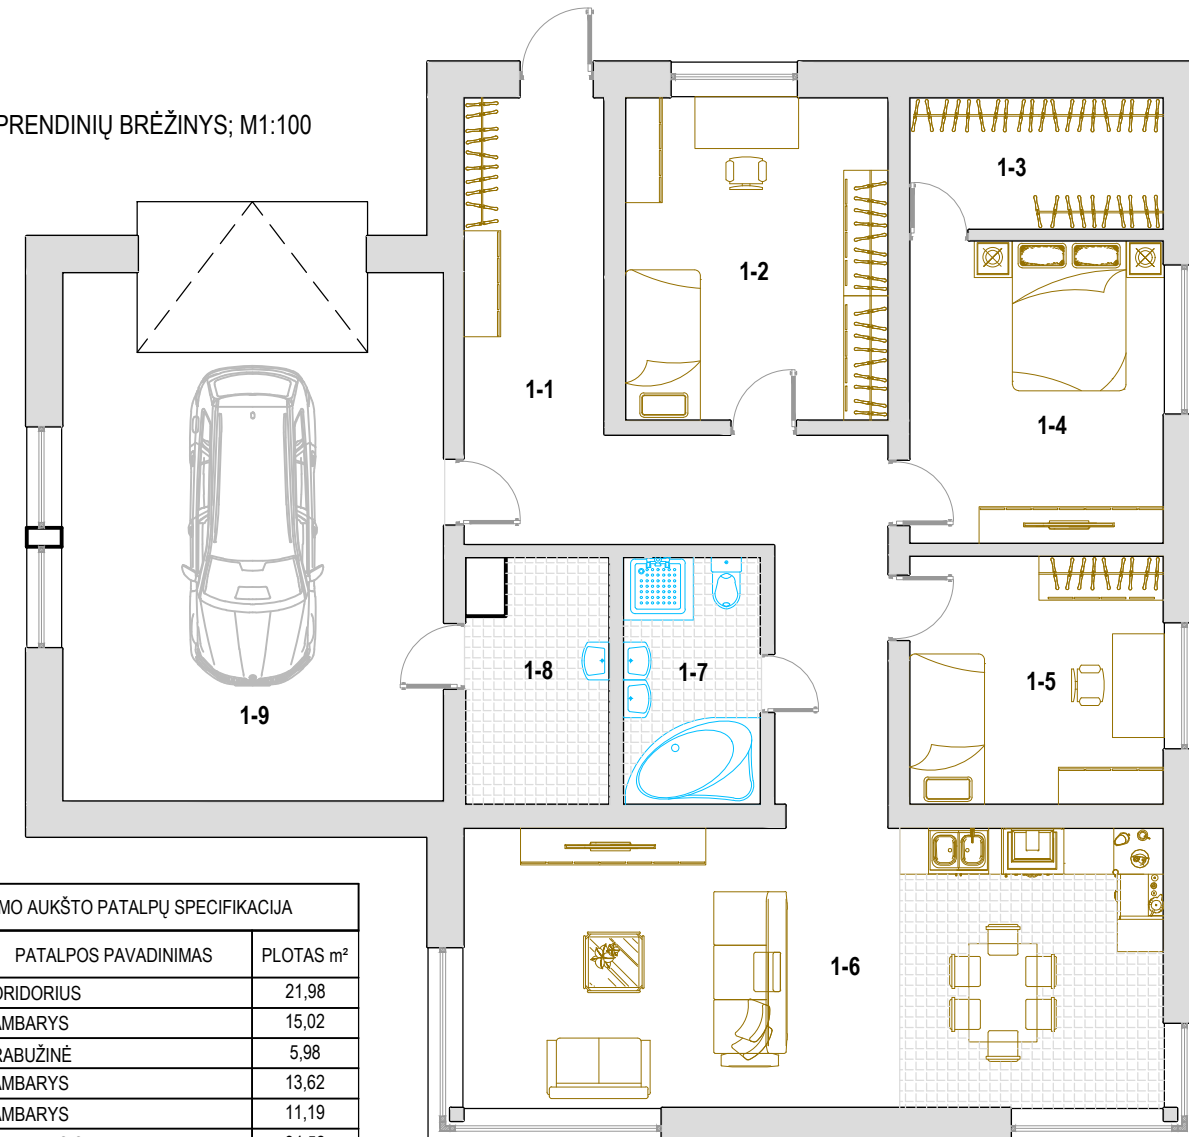 PRENDINIŲ BRĖŽINYS; M1:100
1-3
1-2
1-1
1-4
1-8
1-7
1-5
1-9
1-6
MO AUKŠTO PATALPŲ SPECIFIKACIJA
PATALPOS PAVADINIMAS PLOTAS m²
ORIDORIUS 21,98
AMBARYS 15,02
RABUŽINĖ 5,98
AMBARYS 13,62
AMBARYS 11,19